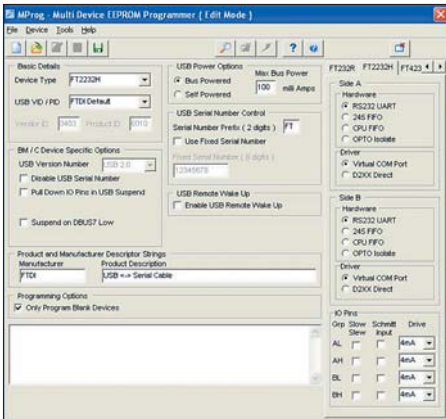 MProg - Multi Device EEPROM Programmer ( Edit Mode )
File Device Tools Help
Basic Details
Device Type FT2232H
USB VID / PID FTDI Default
Vendor ID 0403 Product ID 6010
BM / C Device Specific Options
USB Version Number USB 2.0
Disable USB Serial Number
Pull Down IO Pins in USB Suspend
Suspend on DBUS7 Low
USB Power Options
Bus Powered
Self Powered
Max Bus Power
100 milli Amps
USB Serial Number Control
Serial Number Prefix ( 2 digits ) FT
Use Fixed Serial Number
Fixed Serial Number ( 8 digits )
12345678
USB Remote Wake Up
Enable USB Remote Wake Up
Product and Manufacturer Descriptor Strings
Manufacturer Product Description
FTDI USB <-> Serial Cable
Programming Options
Only Program Blank Devices
FT232R FT2232H FT423
Side A
Hardware
RS232 UART
245 FIFO
CPU FIFO
OPTO Isolate
Driver
Virtual COM Port
D2XX Direct
Side B
Hardware
RS232 UART
245 FIFO
CPU FIFO
OPTO Isolate
Driver
Virtual COM Port
D2XX Direct
IO Pins
Grp Slow Slew Schmitt Input Drive
AL 4mA
AH 4mA
BL 4mA
BH 4mA